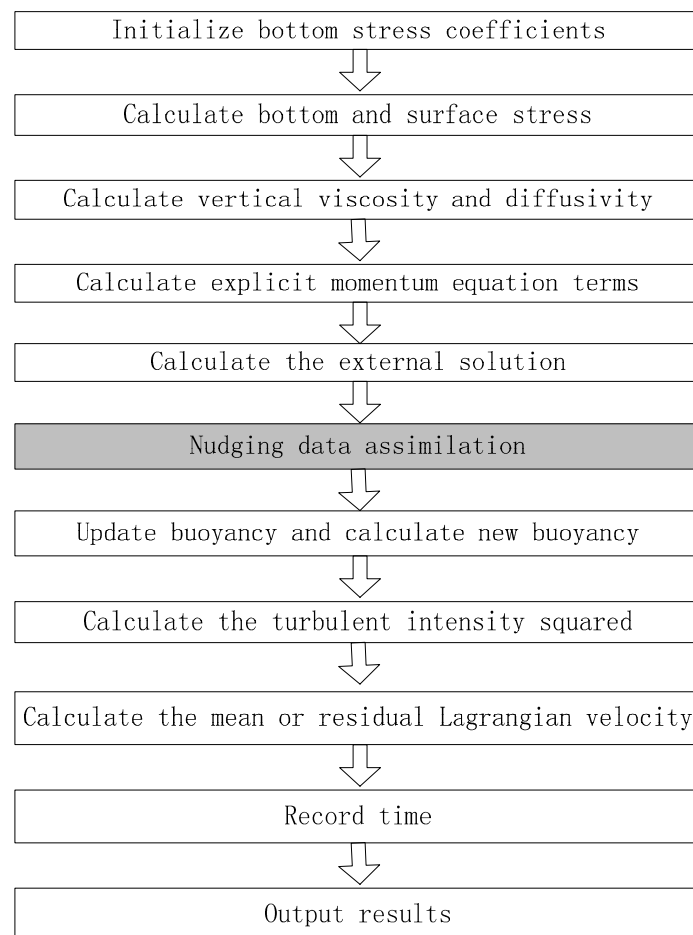 Initialize bottom stress coefficients
Calculate bottom and surface stress
Calculate vertical viscosity and diffusivity
Calculate explicit momentum equation terms
Calculate the external solution
Nudging data assimilation
Update buoyancy and calculate new buoyancy
Calculate the turbulent intensity squared
Calculate the mean or residual Lagrangian velocity
Record time
Output results